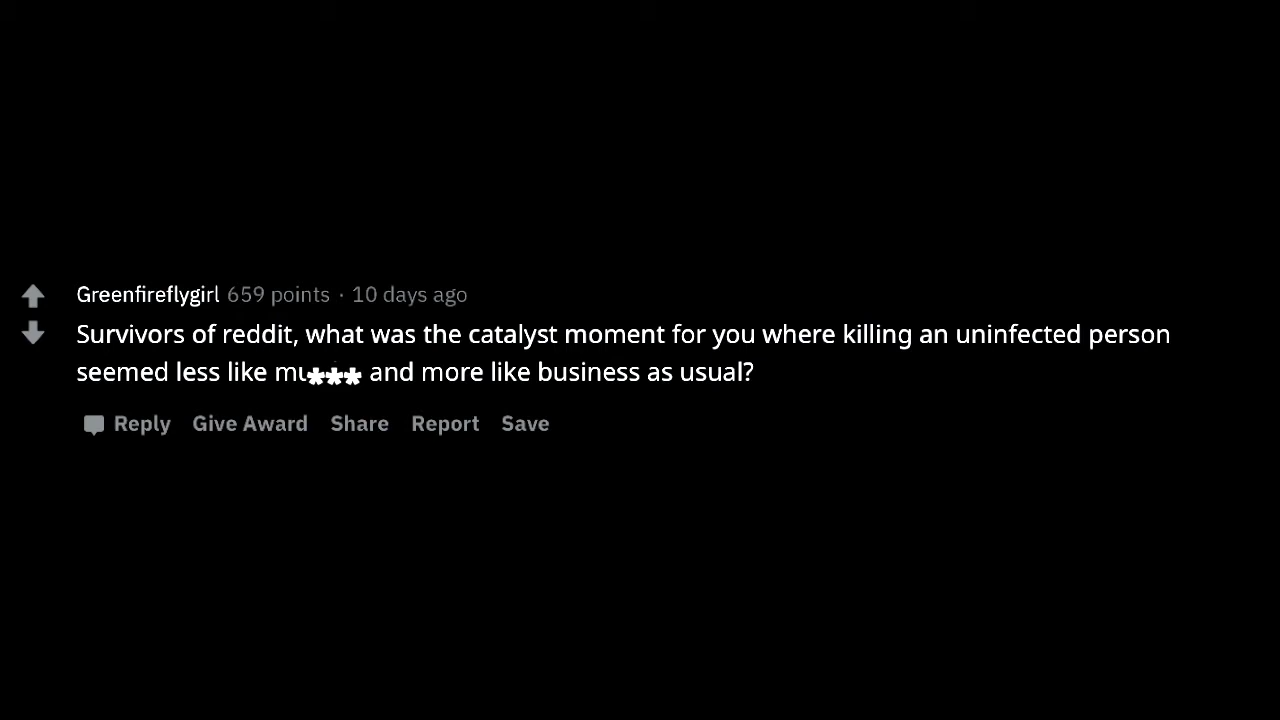 Greenfireflygirl 659 points · 10 days ago
Survivors of reddit, what was the catalyst moment for you where killing an uninfected person
seemed less like mu*** and more like business as usual?
Reply Give Award Share Report Save